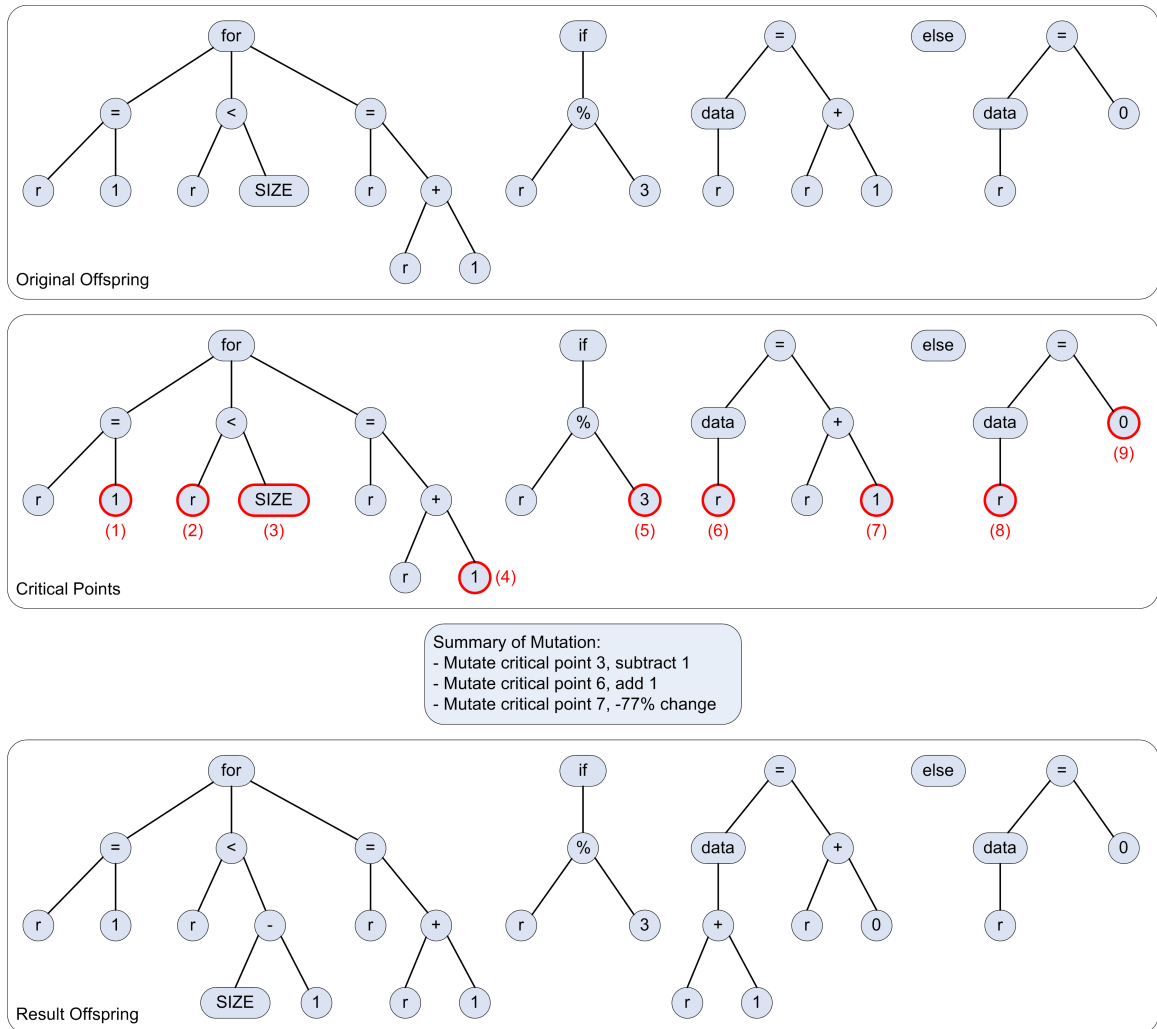 for if = else =
= < = % data + data 0
r 1 r SIZE r + r 3 r r 1 r
r 1
Original Offspring
for if = else =
= < = % data + data 0
(9)
r 1 r SIZE r + r 3 r r 1 r
(1) (2) (3) (5) (6) (7) (8)
r 1 (4)
Critical Points
Summary of Mutation:
- Mutate critical point 3, subtract 1
- Mutate critical point 6, add 1
- Mutate critical point 7, -77% change
for if = else =
= < = % data + data 0
r 1 r - r + r 3 + r 0 r
SIZE 1 r 1 r 1
Result Offspring